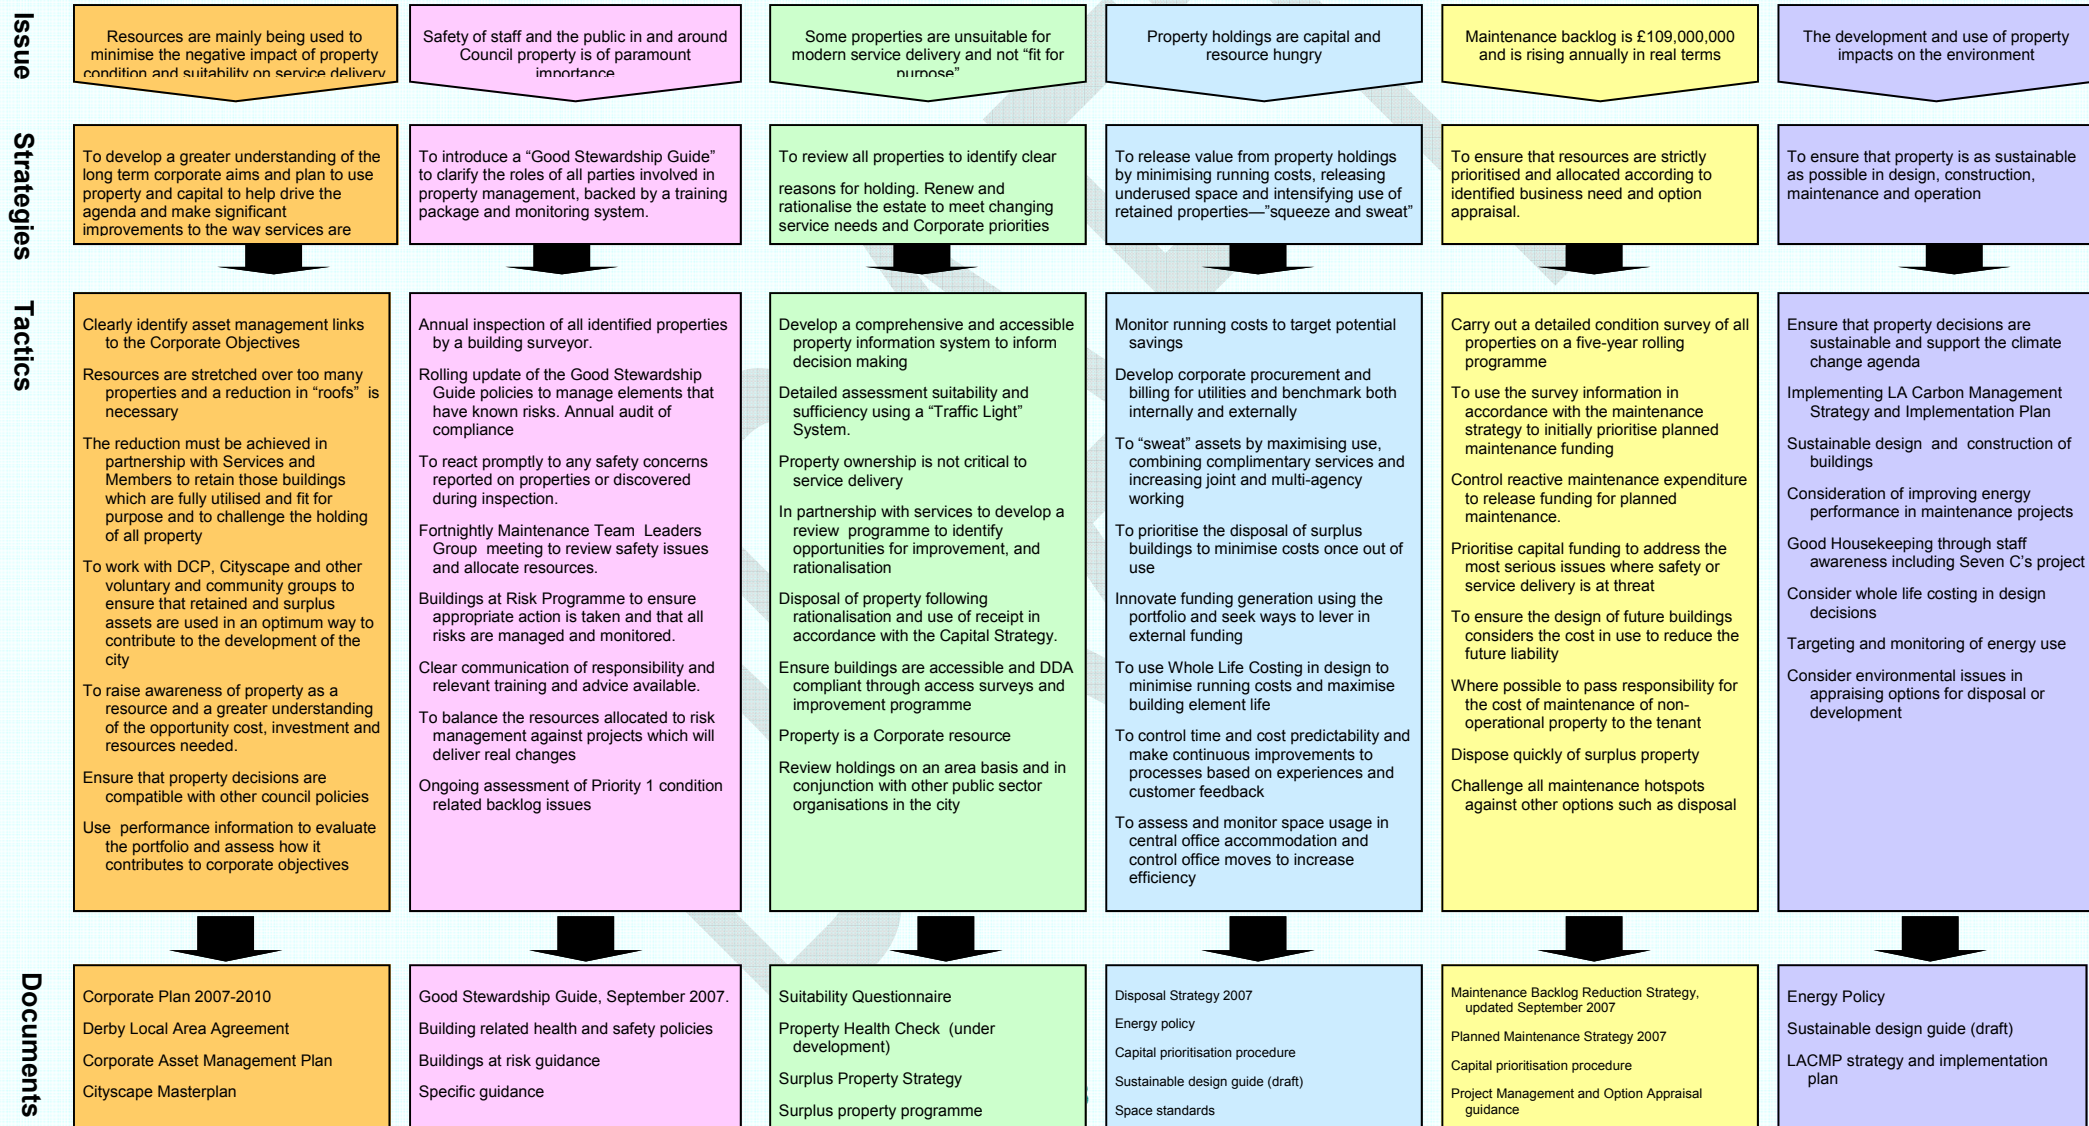 Issue
Resources are mainly being used to
minimise the negative impact of property
condition and suitability on service delivery
Safety of staff and the public in and around
Council property is of paramount
importance
Some properties are unsuitable for
modern service delivery and not “fit for
purpose”
Property holdings are capital and
resource hungry
Maintenance backlog is £109,000,000
and is rising annually in real terms
The development and use of property
impacts on the environment
Strategies
To develop a greater understanding of the
long term corporate aims and plan to use
property and capital to help drive the
agenda and make significant
improvements to the way services are
To introduce a “Good Stewardship Guide”
to clarify the roles of all parties involved in
property management, backed by a training
package and monitoring system.
To review all properties to identify clear
reasons for holding. Renew and
rationalise the estate to meet changing
service needs and Corporate priorities
To release value from property holdings
by minimising running costs, releasing
underused space and intensifying use of
retained properties—”squeeze and sweat”
To ensure that resources are strictly
prioritised and allocated according to
identified business need and option
appraisal.
To ensure that property is as sustainable
as possible in design, construction,
maintenance and operation
Tactics
Clearly identify asset management links
to the Corporate Objectives
Resources are stretched over too many
properties and a reduction in “roofs” is
necessary
The reduction must be achieved in
partnership with Services and
Members to retain those buildings
which are fully utilised and fit for
purpose and to challenge the holding
of all property
To work with DCP, Cityscape and other
voluntary and community groups to
ensure that retained and surplus
assets are used in an optimum way to
contribute to the development of the
city
To raise awareness of property as a
resource and a greater understanding
of the opportunity cost, investment and
resources needed.
Ensure that property decisions are
compatible with other council policies
Use performance information to evaluate
the portfolio and assess how it
contributes to corporate objectives
Annual inspection of all identified properties
by a building surveyor.
Rolling update of the Good Stewardship
Guide policies to manage elements that
have known risks. Annual audit of
compliance
To react promptly to any safety concerns
reported on properties or discovered
during inspection.
Fortnightly Maintenance Team Leaders
Group meeting to review safety issues
and allocate resources.
Buildings at Risk Programme to ensure
appropriate action is taken and that all
risks are managed and monitored.
Clear communication of responsibility and
relevant training and advice available.
To balance the resources allocated to risk
management against projects which will
deliver real changes
Ongoing assessment of Priority 1 condition
related backlog issues
Develop a comprehensive and accessible
property information system to inform
decision making
Detailed assessment suitability and
sufficiency using a “Traffic Light”
System.
Property ownership is not critical to
service delivery
In partnership with services to develop a
review programme to identify
opportunities for improvement, and
rationalisation
Disposal of property following
rationalisation and use of receipt in
accordance with the Capital Strategy.
Ensure buildings are accessible and DDA
compliant through access surveys and
improvement programme
Property is a Corporate resource
Review holdings on an area basis and in
conjunction with other public sector
organisations in the city
Monitor running costs to target potential
savings
Develop corporate procurement and
billing for utilities and benchmark both
internally and externally
To “sweat” assets by maximising use,
combining complimentary services and
increasing joint and multi-agency
working
To prioritise the disposal of surplus
buildings to minimise costs once out of
use
Innovate funding generation using the
portfolio and seek ways to lever in
external funding
To use Whole Life Costing in design to
minimise running costs and maximise
building element life
To control time and cost predictability and
make continuous improvements to
processes based on experiences and
customer feedback
To assess and monitor space usage in
central office accommodation and
control office moves to increase
efficiency
Carry out a detailed condition survey of all
properties on a five-year rolling
programme
To use the survey information in
accordance with the maintenance
strategy to initially prioritise planned
maintenance funding
Control reactive maintenance expenditure
to release funding for planned
maintenance.
Prioritise capital funding to address the
most serious issues where safety or
service delivery is at threat
To ensure the design of future buildings
considers the cost in use to reduce the
future liability
Where possible to pass responsibility for
the cost of maintenance of non-
operational property to the tenant
Dispose quickly of surplus property
Challenge all maintenance hotspots
against other options such as disposal
Ensure that property decisions are
sustainable and support the climate
change agenda
Implementing LA Carbon Management
Strategy and Implementation Plan
Sustainable design and construction of
buildings
Consideration of improving energy
performance in maintenance projects
Good Housekeeping through staff
awareness including Seven C’s project
Consider whole life costing in design
decisions
Targeting and monitoring of energy use
Consider environmental issues in
appraising options for disposal or
development
Documents
Corporate Plan 2007-2010
Derby Local Area Agreement
Corporate Asset Management Plan
Cityscape Masterplan
Good Stewardship Guide, September 2007.
Building related health and safety policies
Buildings at risk guidance
Specific guidance
Suitability Questionnaire
Property Health Check (under
development)
Surplus Property Strategy
Surplus property programme
Disposal Strategy 2007
Energy policy
Capital prioritisation procedure
Sustainable design guide (draft)
Space standards
Maintenance Backlog Reduction Strategy,
updated September 2007
Planned Maintenance Strategy 2007
Capital prioritisation procedure
Project Management and Option Appraisal
guidance
Energy Policy
Sustainable design guide (draft)
LACMP strategy and implementation
plan